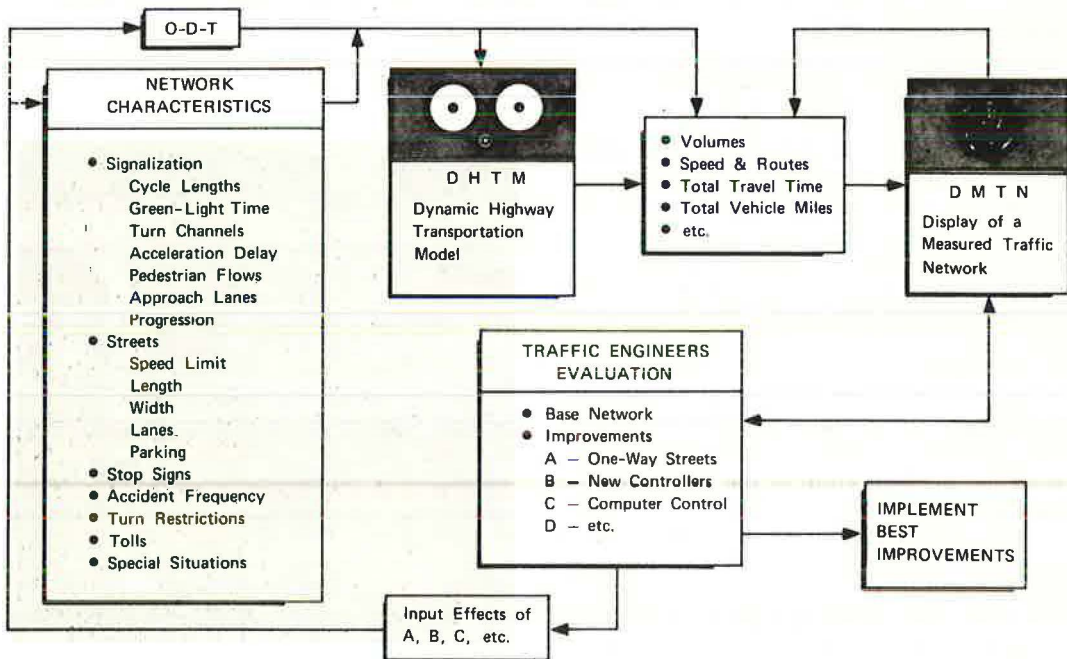 O-D-T
NETWORK
CHARACTERISTICS
● Signalization
Cycle Lengths
Green-Light Time
Turn Channels
Acceleration Delay
Pedestrian Flows
Approach Lanes
Progression
● Streets
Speed Limit
Length
Width
Lanes.
Parking
● Stop Signs
● Accident Frequency
● Turn Restrictions
● Tolls
● Special Situations
D H T M
Dynamic Highway
Transportation
Model
● Volumes
● Speed & Routes
● Total Travel Time
● Total Vehicle Miles
● etc.
D M T N
Display of a
Measured Traffic
Network
TRAFFIC ENGINEERS
EVALUATION
● Base Network
● Improvements
A – One-Way Streets
B – New Controllers
C – Computer Control
D – etc.
IMPLEMENT
BEST
IMPROVEMENTS
Input Effects of
A, B, C, etc.